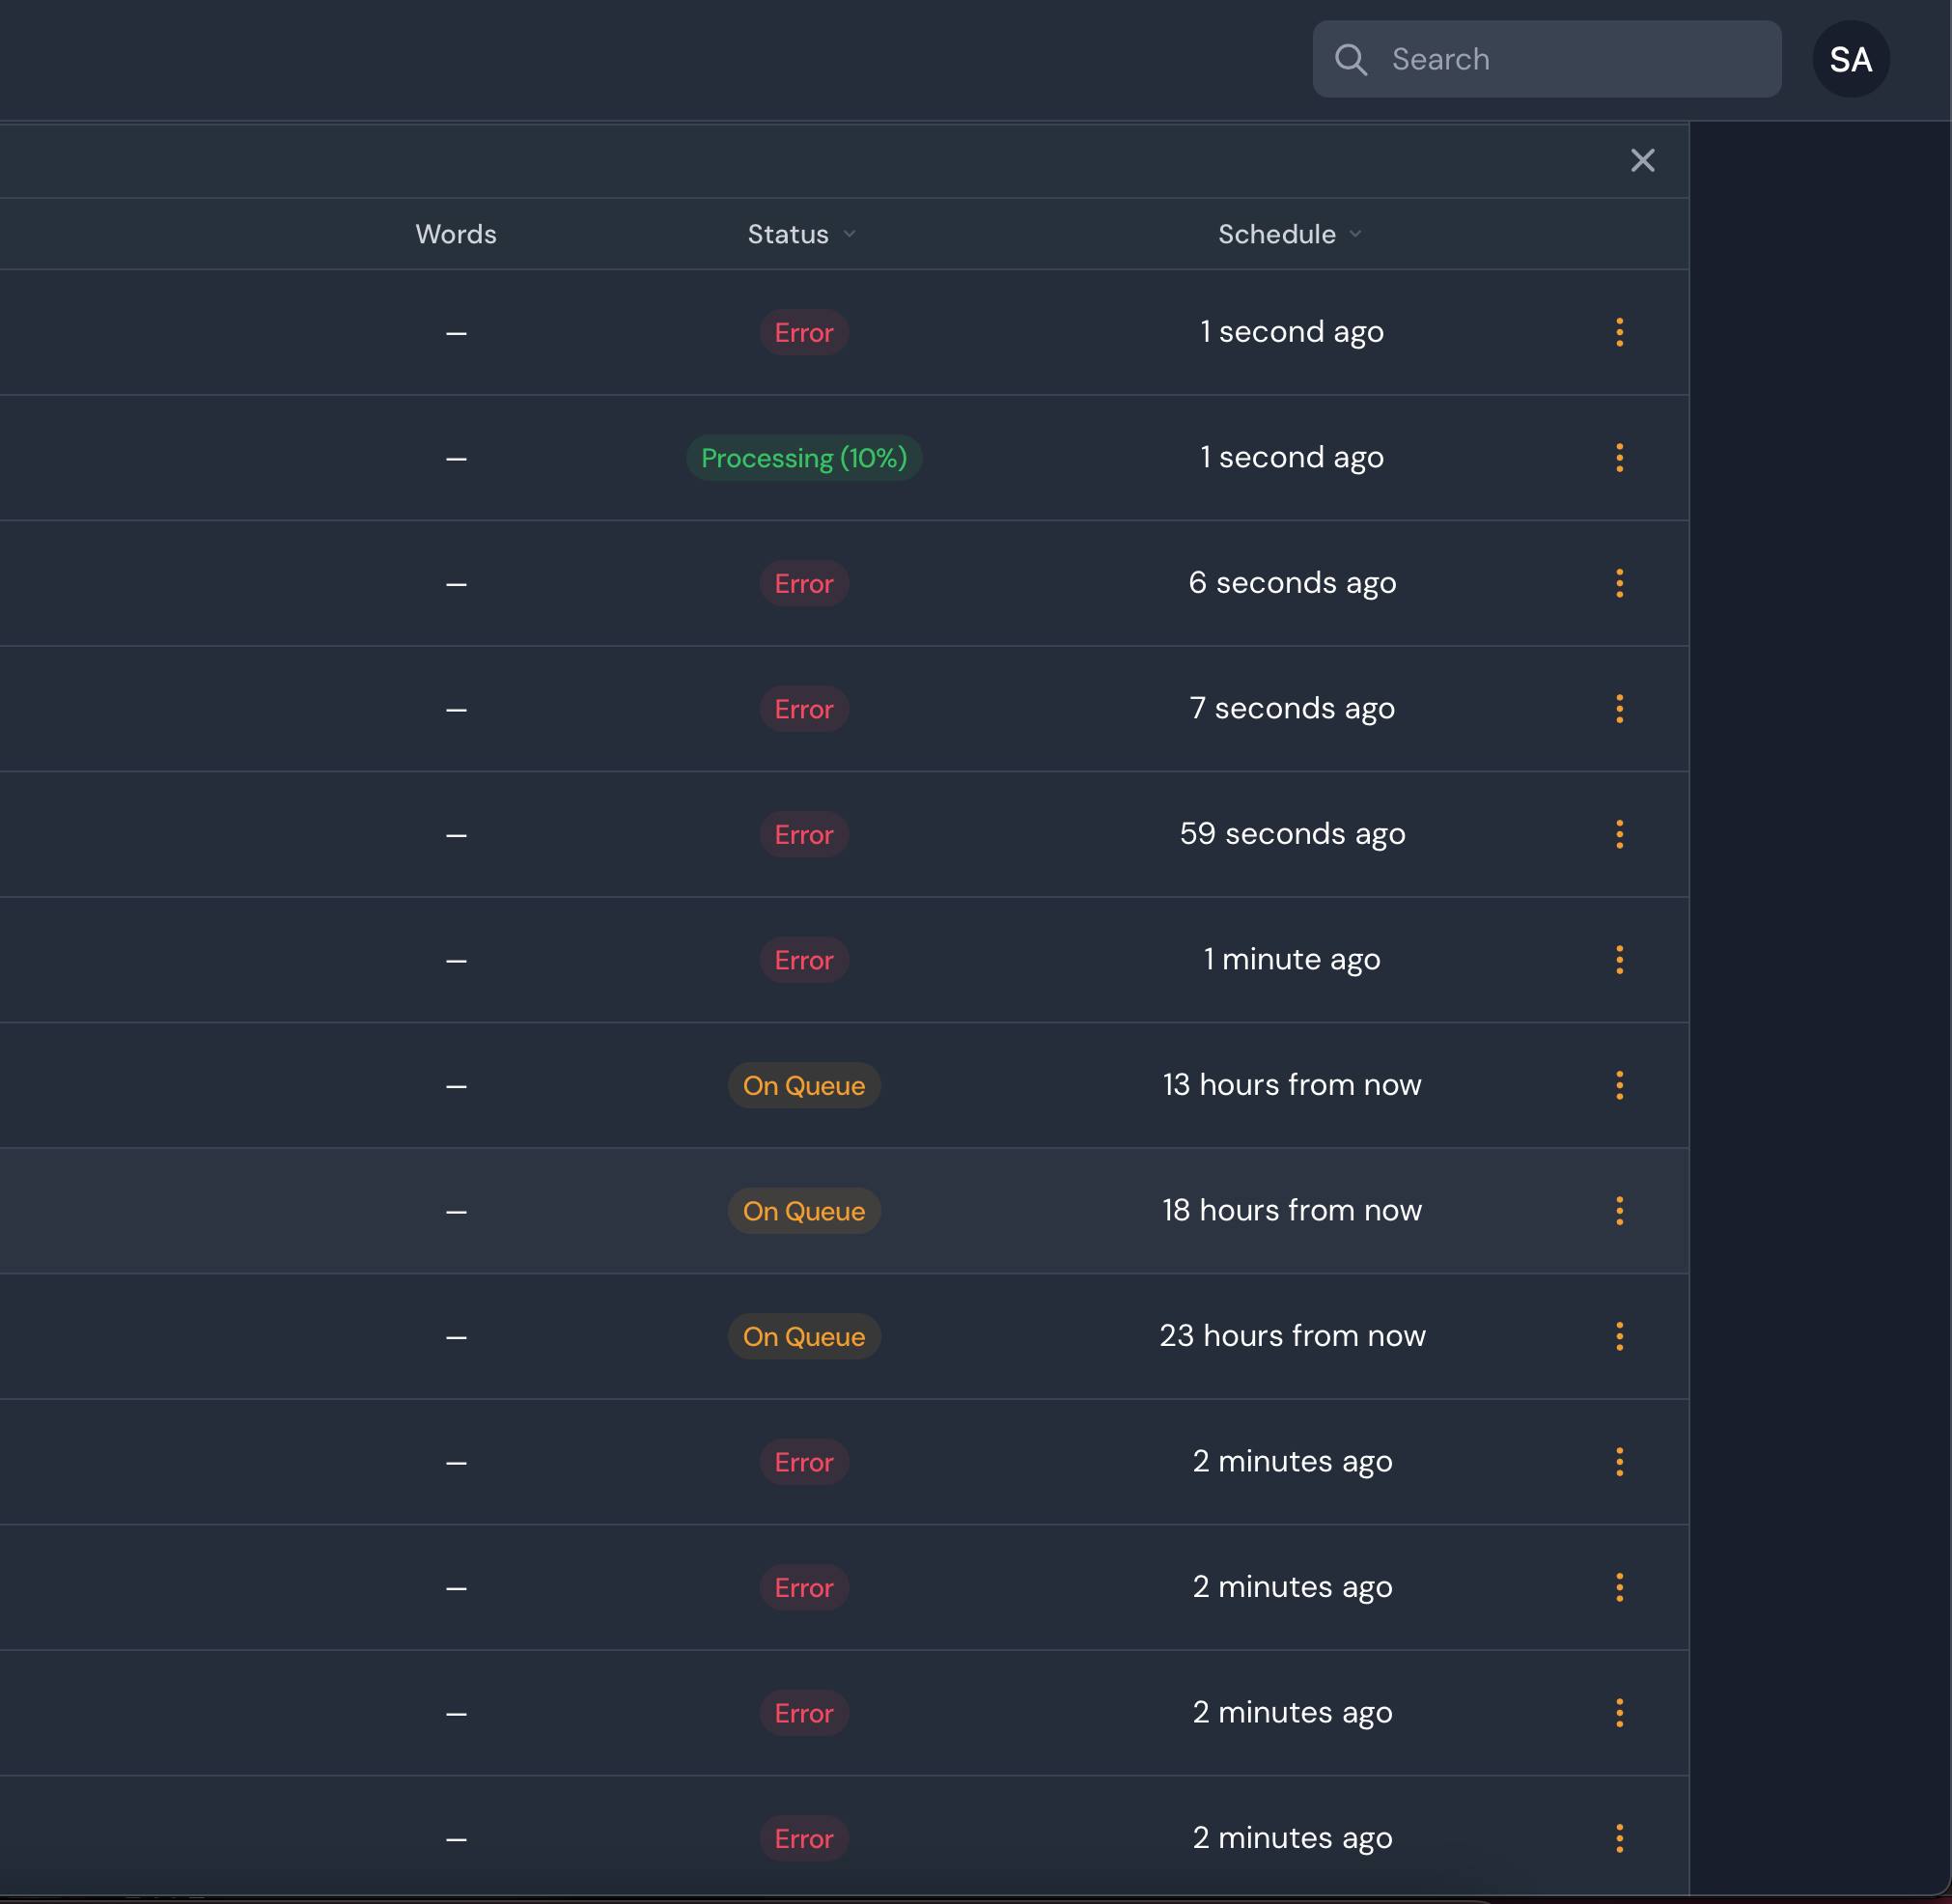 Search
SA
Words Status Schedule
— Error 1 second ago
— Processing (10%) 1 second ago
— Error 6 seconds ago
— Error 7 seconds ago
— Error 59 seconds ago
— Error 1 minute ago
— On Queue 13 hours from now
— On Queue 18 hours from now
— On Queue 23 hours from now
— Error 2 minutes ago
— Error 2 minutes ago
— Error 2 minutes ago
— Error 2 minutes ago